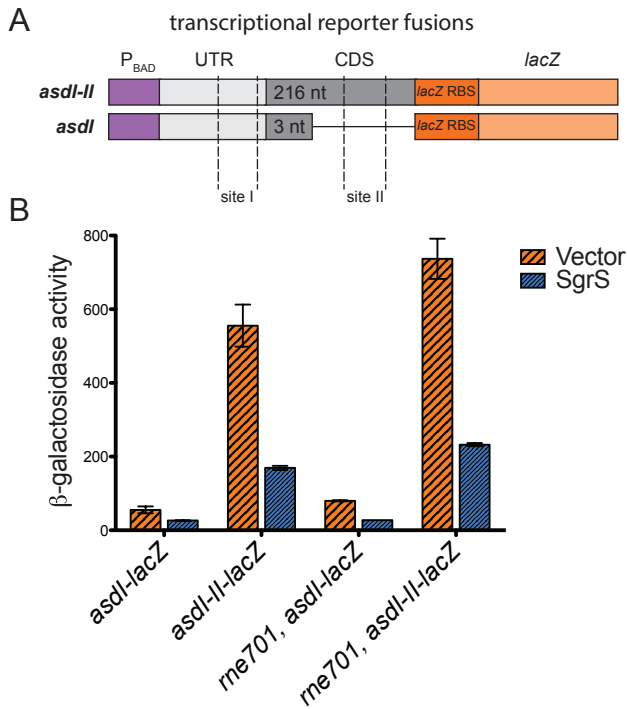 A
transcriptional reporter fusions
PBAD UTR CDS lacZ
asdI-II 216 nt lacZ RBS
asdI 3 nt lacZ RBS
site I site II
B
β-galactosidase activity
800
600
400
200
0
Vector
SgrS
asdI-lacZ
asdI-II-lacZ
rne701, asdI-lacZ
rne701, asdI-II-lacZ